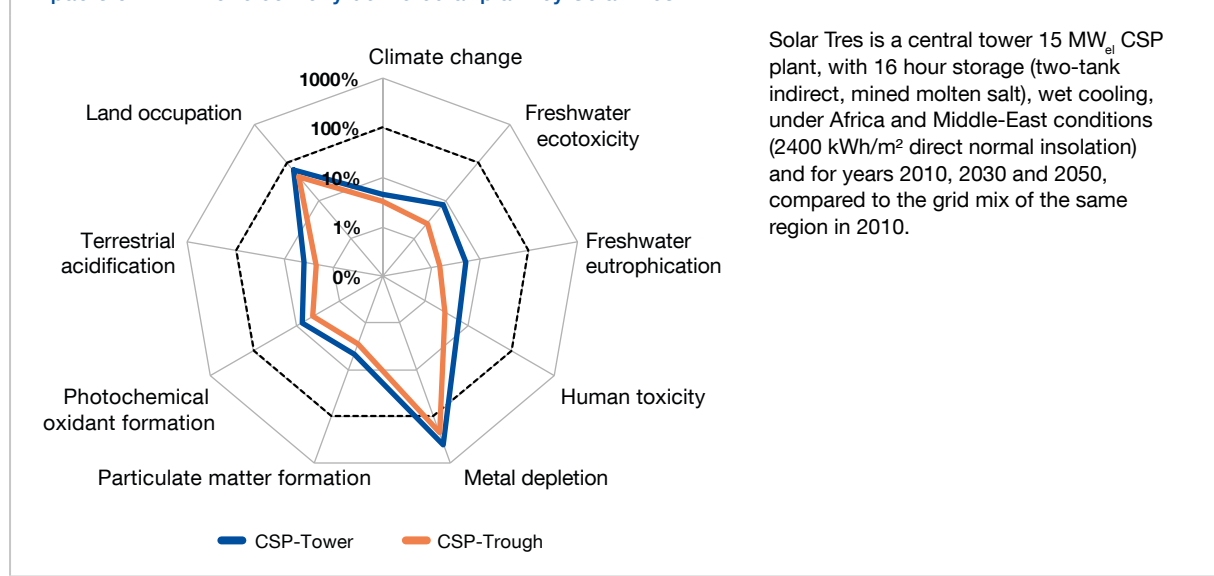 Climate change
1000%
Land occupation
Freshwater
ecotoxicity
100%
10%
1%
0%
Terrestrial
acidification
Freshwater
eutrophication
Photochemical
oxidant formation
Human toxicity
Particulate matter formation
Metal depletion
CSP-Tower
CSP-Trough
Solar Tres is a central tower 15 MWel CSP
plant, with 16 hour storage (two-tank
indirect, mined molten salt), wet cooling,
under Africa and Middle-East conditions
(2400 kWh/m² direct normal insolation)
and for years 2010, 2030 and 2050,
compared to the grid mix of the same
region in 2010.